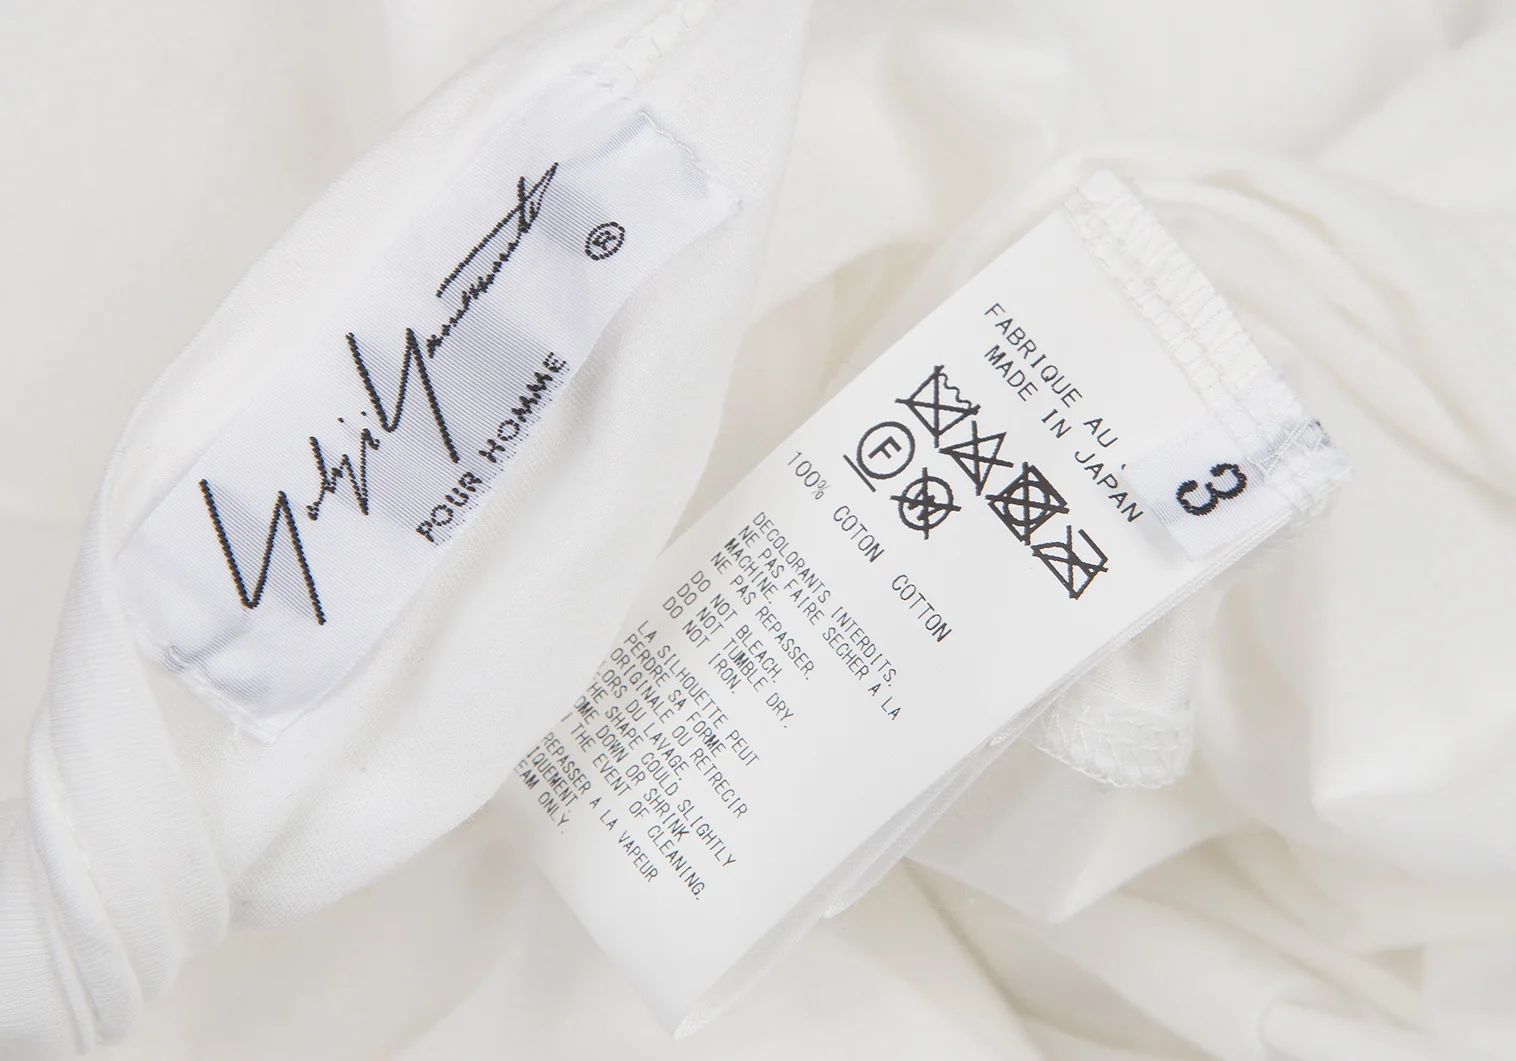 Yohji Yamamoto ®
POUR HOMME
3
FABRIQUE AU
MADE IN JAPAN
F
W
100% COTON COTTON
DECOLORANTS INTERDITS.
NE PAS FAIRE SECHER A LA
MACHINE.
NE PAS REPASSER.
DO NOT BLEACH.
DO NOT TUMBLE DRY.
DO NOT IRON.
LA SILHOUETTE PEUT
PERDRE SA FORME
ORIGINALE OU RETRECIR
LORS DU LAVAGE.
SHAPE COULD SLIGHTLY
DOWN OR SHRINK
THE EVENT OF CLEANING.
REPASSER A LA VAPEUR
ONLY.